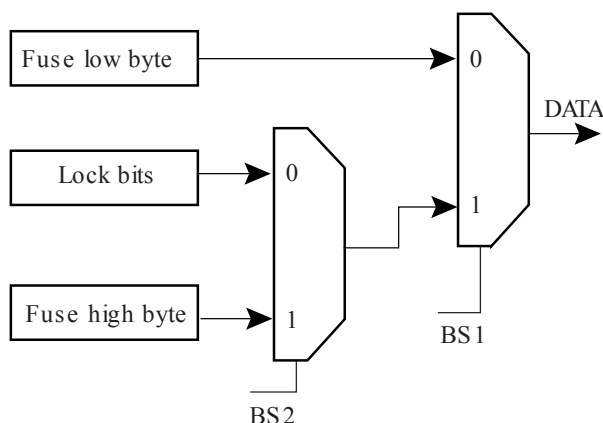 Fuse low byte
0
DATA
Lock bits
0
1
Fuse high byte
1
BS1
BS2